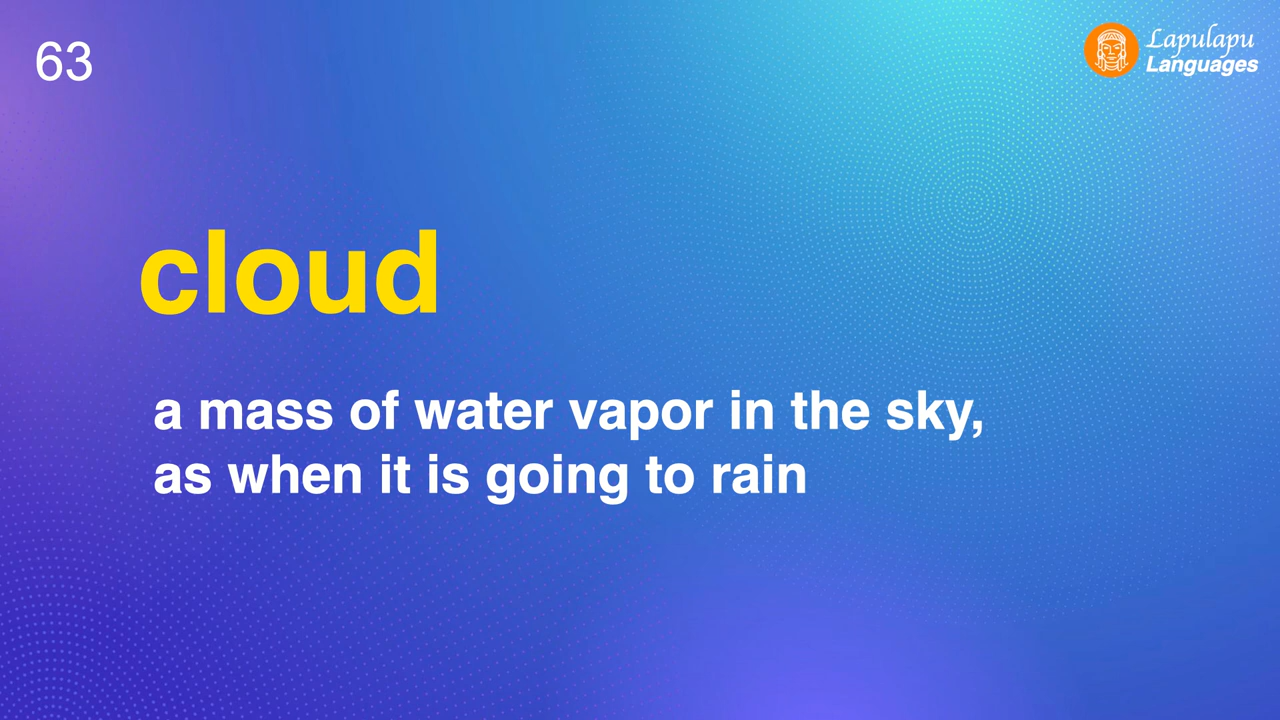 63
Lapulapu
Languages
cloud
a mass of water vapor in the sky,
as when it is going to rain